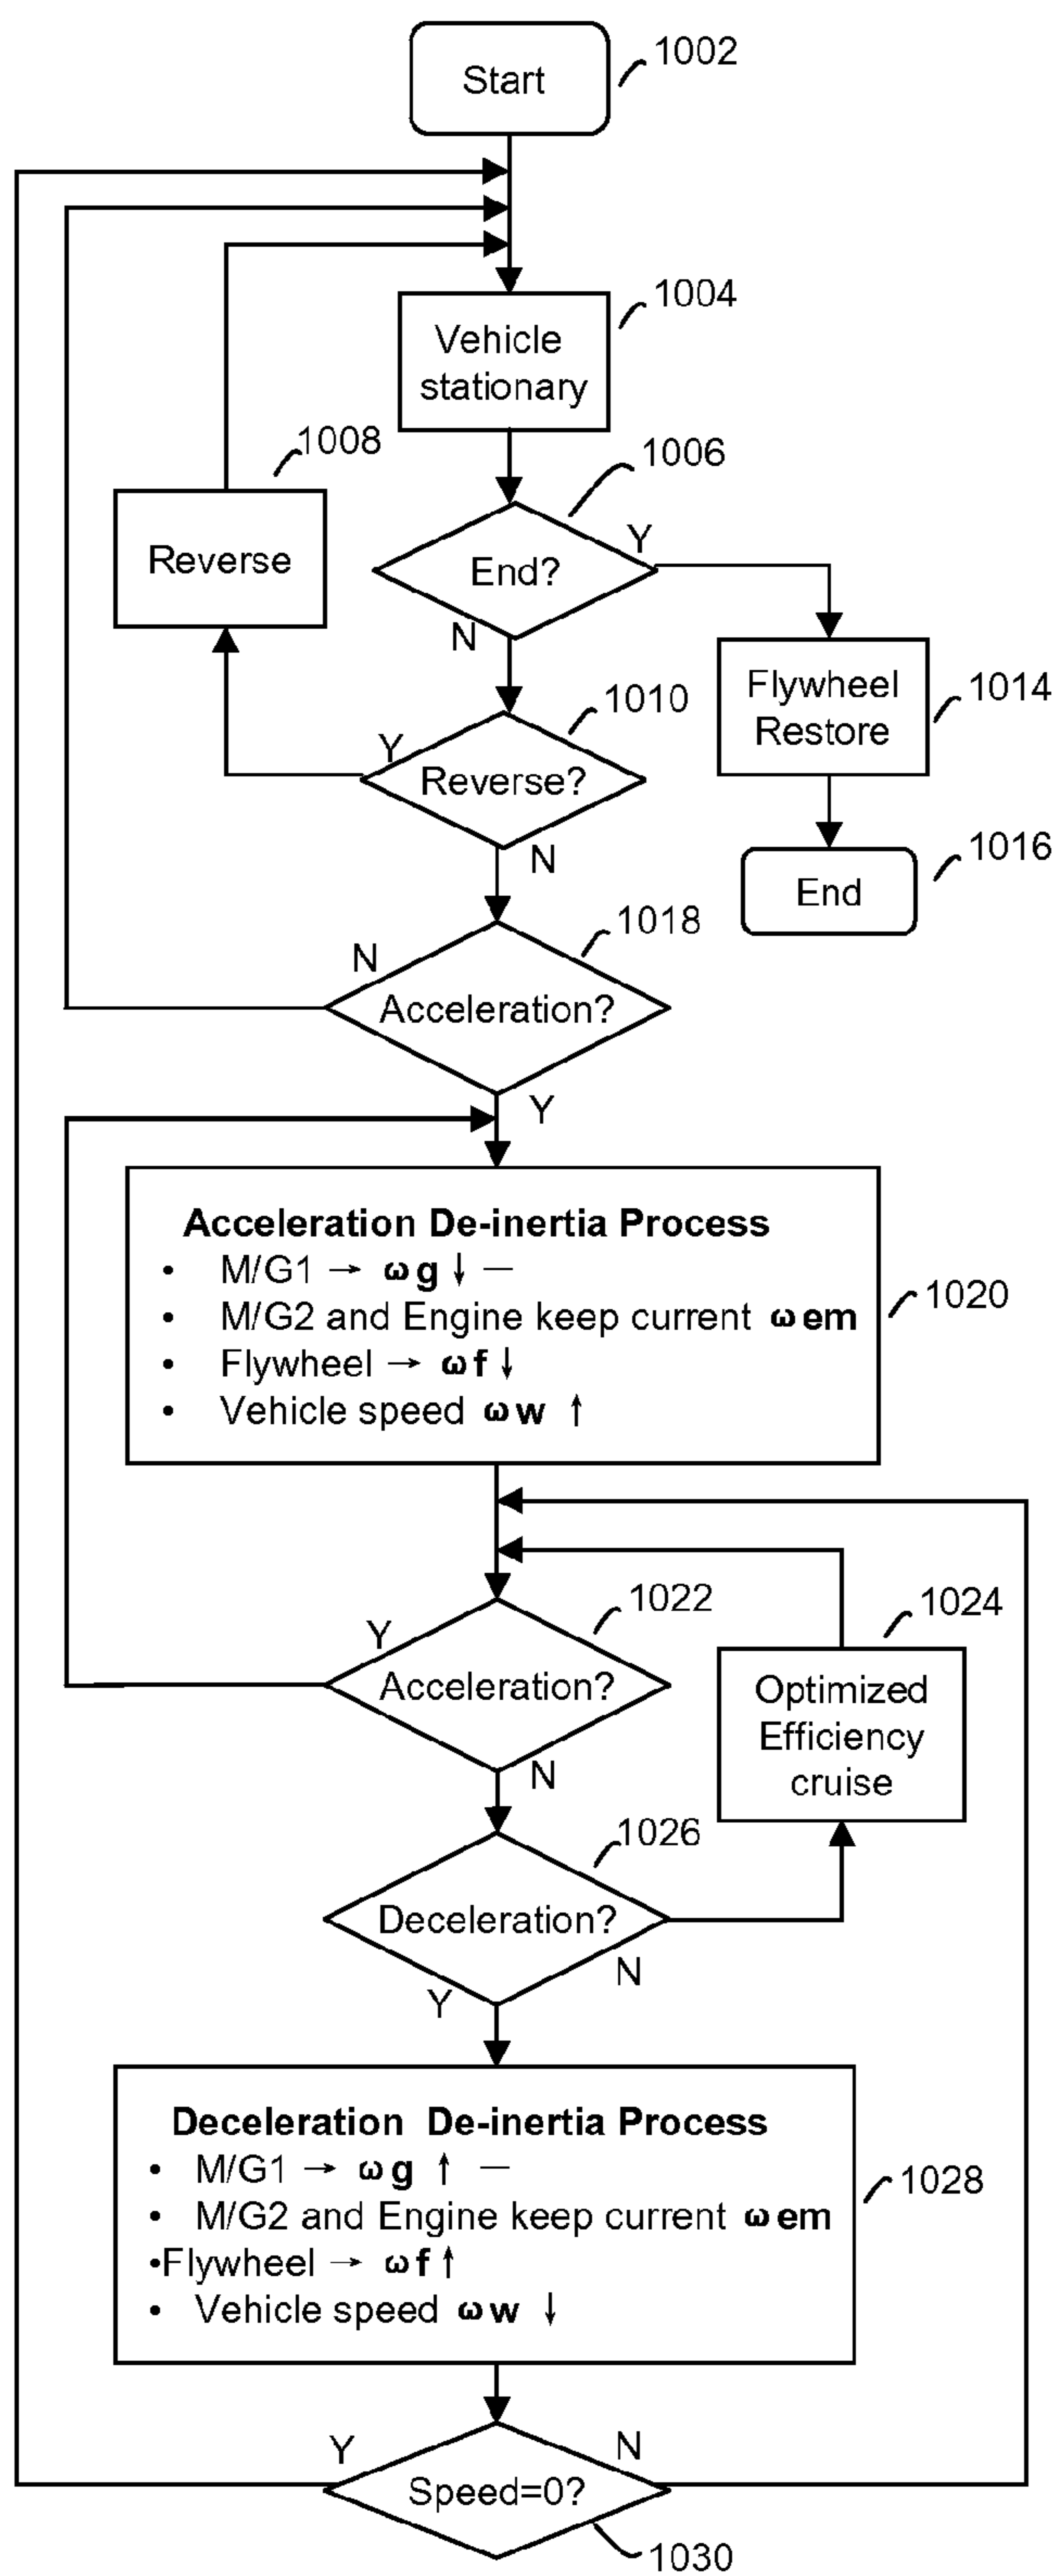 Start
1002
Vehicle
stationary
1004
1008
Reverse
1006
End?
Y
N
Flywheel
Restore
1014
1010
Y
Reverse?
N
End
1016
1018
N
Acceleration?
Y
Acceleration De-inertia Process
• M/G1 → ωg ↓ —
• M/G2 and Engine keep current ωem
• Flywheel → ωf ↓
• Vehicle speed ωw ↑
1020
1022
Y
Acceleration?
N
1024
Optimized
Efficiency
cruise
1026
Deceleration?
N
Y
Deceleration De-inertia Process
• M/G1 → ωg ↑ —
• M/G2 and Engine keep current ωem
•Flywheel → ωf ↑
• Vehicle speed ωw ↓
1028
Y
N
Speed=0?
1030